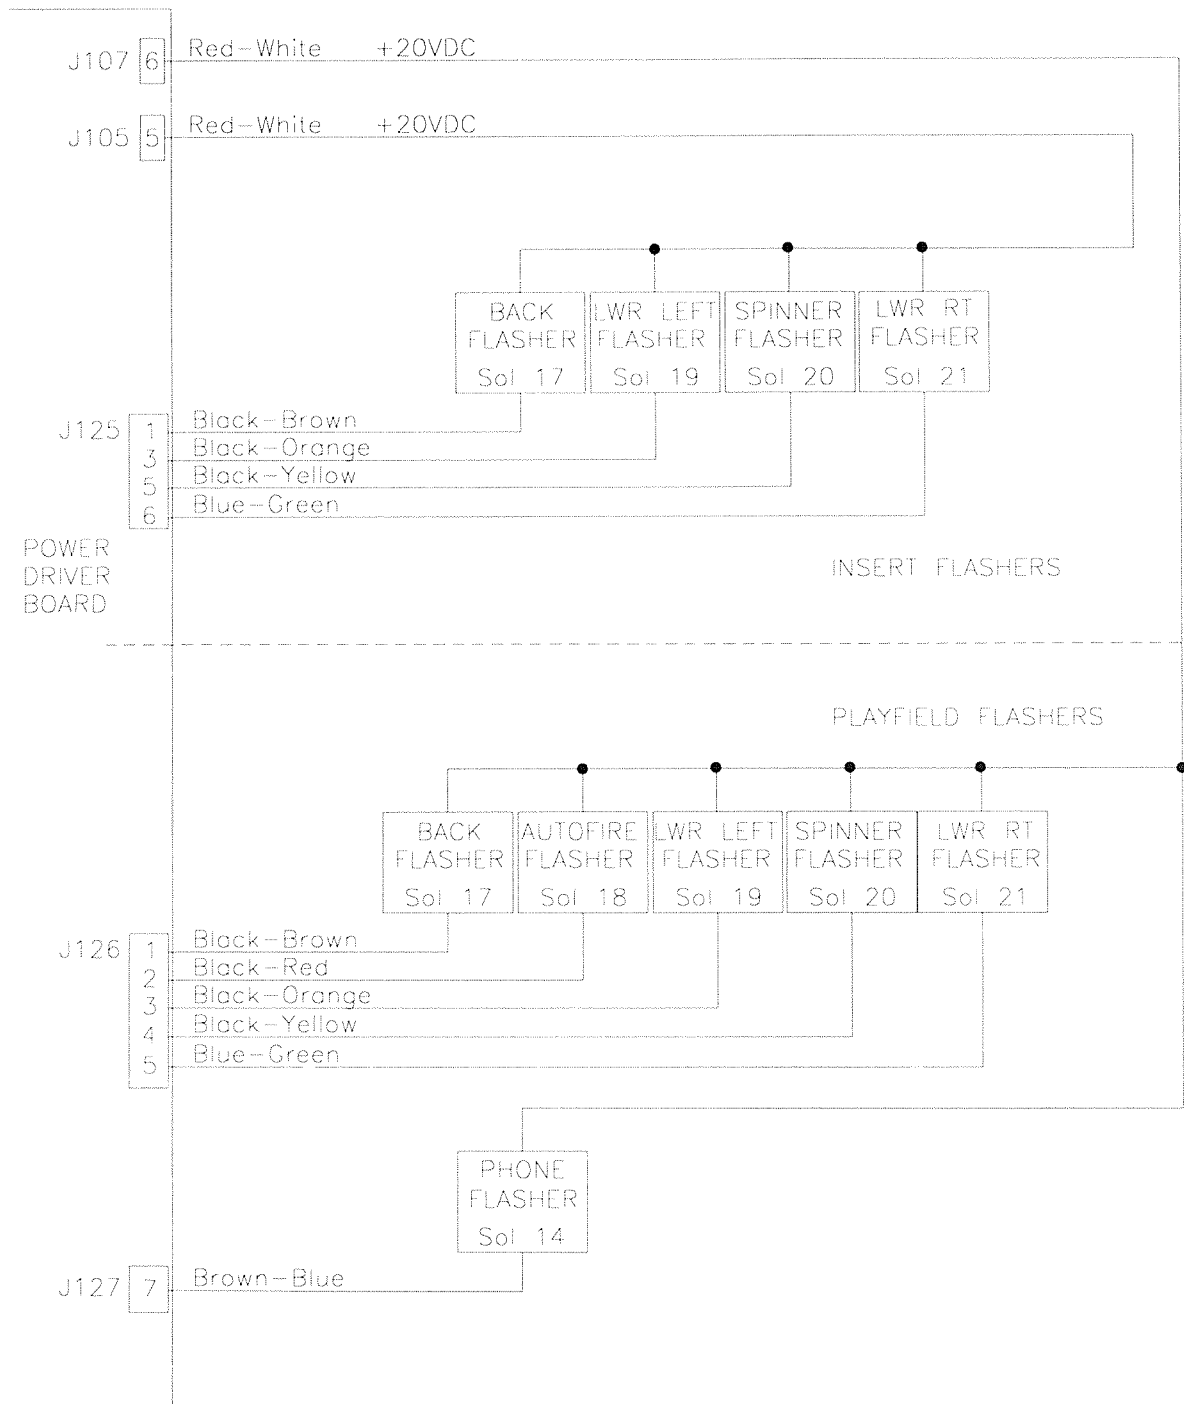 J107 6 Red-White +20VDC
J105 5 Red-White +20VDC
BACK
FLASHER
Sol 17
LWR LEFT
FLASHER
Sol 19
SPINNER
FLASHER
Sol 20
LWR RT
FLASHER
Sol 21
J125 1 Black-Brown
3 Black-Orange
5 Black-Yellow
6 Blue-Green
POWER
DRIVER
BOARD
INSERT FLASHERS
PLAYFIELD FLASHERS
BACK
FLASHER
Sol 17
AUTOFIRE
FLASHER
Sol 18
LWR LEFT
FLASHER
Sol 19
SPINNER
FLASHER
Sol 20
LWR RT
FLASHER
Sol 21
J126 1 Black-Brown
2 Black-Red
3 Black-Orange
4 Black-Yellow
5 Blue-Green
PHONE
FLASHER
Sol 14
J127 7 Brown-Blue